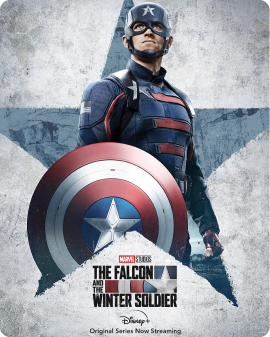 MARVEL STUDIOS
THE FALCON
AND THE
WINTER SOLDIER
Disney+
Original Series Now Streaming